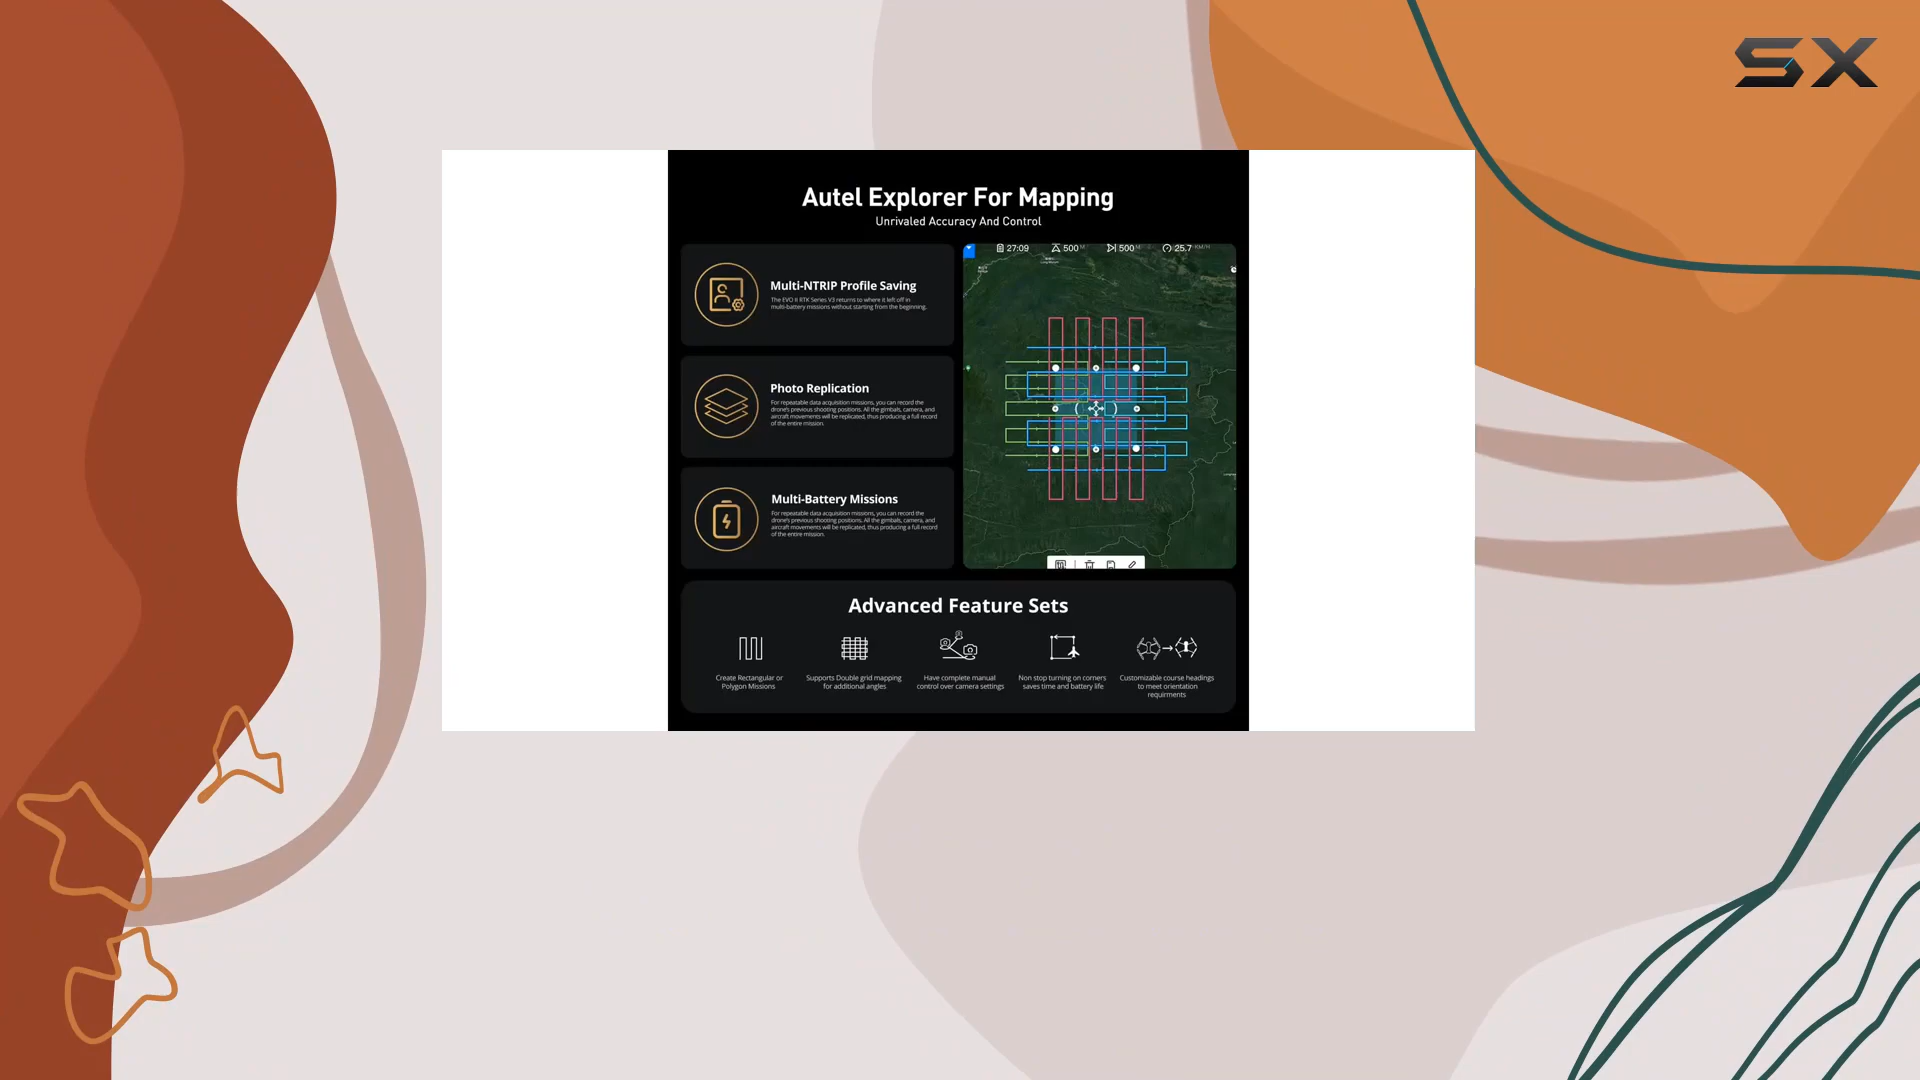 SX
Autel Explorer For Mapping
Unrivaled Accuracy And Control
Multi-NTRIP Profile Saving
The EVO II RTK Series V3 returns to where it left off in
multi-battery missions without starting from the beginning.
Photo Replication
For repeatable data acquisition missions, you can record the
drone's previous shooting positions. All the gimbals, camera, and
aircraft movements will be replicated, thus producing a full record
of the entire mission.
Multi-Battery Missions
For repeatable data acquisition missions, you can record the
drone's previous shooting positions. All the gimbals, camera, and
aircraft movements will be replicated, thus producing a full record
of the entire mission.
27:09 500 M 500 M 25.7 KM/H
Advanced Feature Sets
Create Rectangular or
Polygon Missions
Supports Double grid mapping
for additional angles
Have complete manual
control over camera settings
Non stop turning on corners
saves time and battery life
Customizable course headings
to meet orientation
requirments